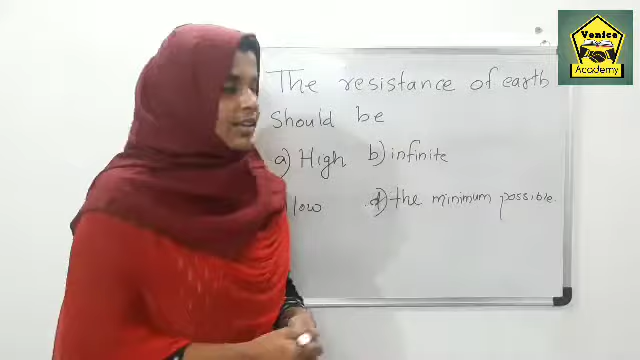 The resistance of earth
should be
a) High b) infinite
low d) the minimum possible.
Venice
Academy